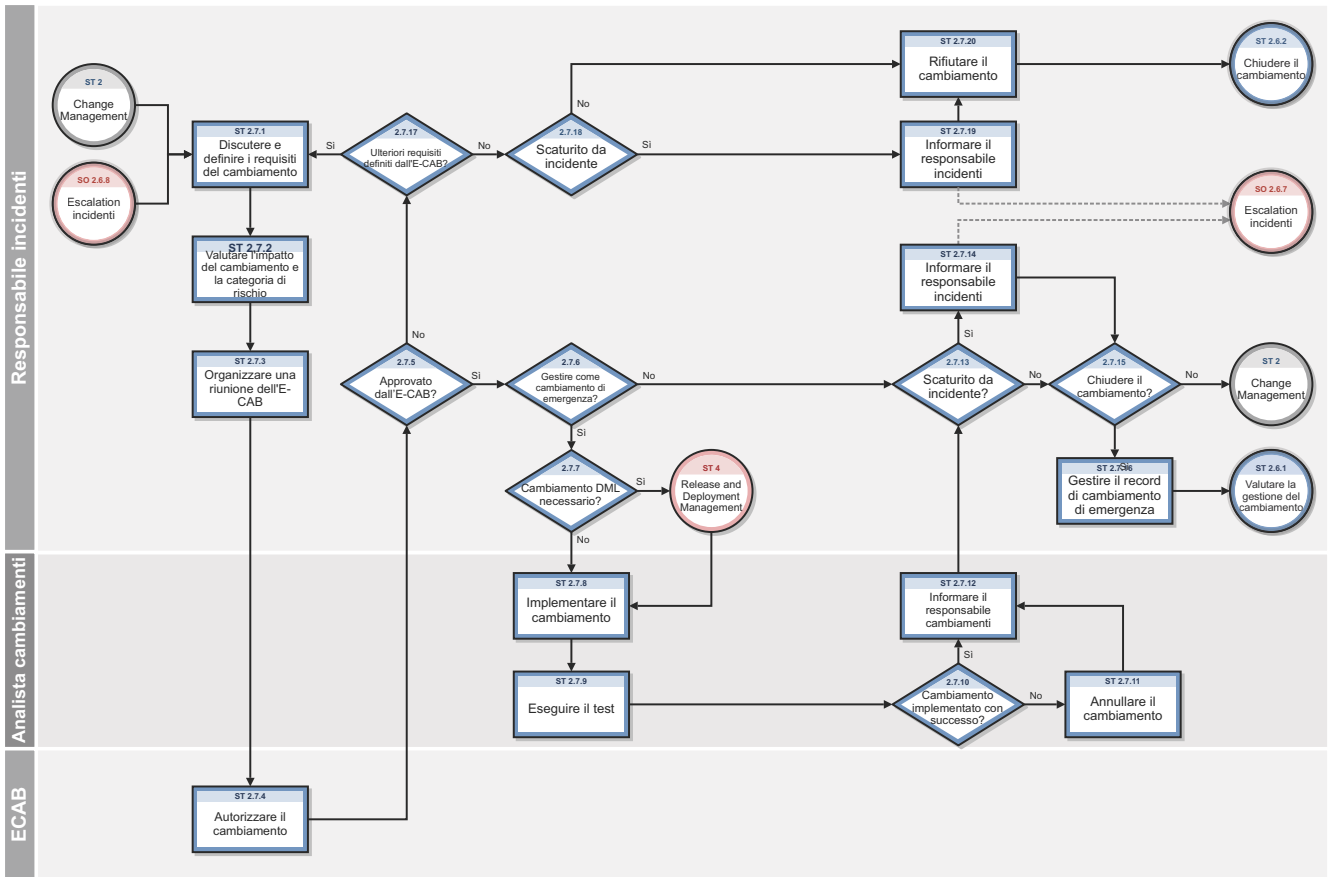 Responsabile incidenti
ST 2
Change
Management
SO 2.6.8
Escalation
incidenti
ST 2.7.1
Discutere e
definire i requisiti
del cambiamento
Sì
2.7.17
Ulteriori requisiti
definiti dall'E-CAB?
No
2.7.18
Scaturito da
incidente
No
Sì
ST 2.7.20
Rifiutare il
cambiamento
ST 2.6.2
Chiudere il
cambiamento
ST 2.7.19
Informare il
responsabile
incidenti
SO 2.6.7
Escalation
incidenti
ST 2.7.2
Valutare l'impatto
del cambiamento e
la categoria di
rischio
ST 2.7.14
Informare il
responsabile
incidenti
ST 2.7.3
Organizzare una
riunione dell'E-
CAB
No
2.7.5
Approvato
dall'E-CAB?
Sì
2.7.6
Gestire come
cambiamento di
emergenza?
No
Sì
Sì
2.7.13
Scaturito da
incidente?
No
2.7.15
Chiudere il
cambiamento?
No
Sì
ST 2
Change
Management
2.7.7
Cambiamento DML
necessario?
Sì
No
ST 4
Release and
Deployment
Management
ST 2.7.16
Gestire il record
di cambiamento
di emergenza
ST 2.6.1
Valutare la
gestione del
cambiamento
Analista cambiamenti
ST 2.7.8
Implementare il
cambiamento
ST 2.7.12
Informare il
responsabile
cambiamenti
Sì
ST 2.7.9
Eseguire il test
2.7.10
Cambiamento
implementato con
successo?
No
ST 2.7.11
Annullare il
cambiamento
ECAB
ST 2.7.4
Autorizzare il
cambiamento